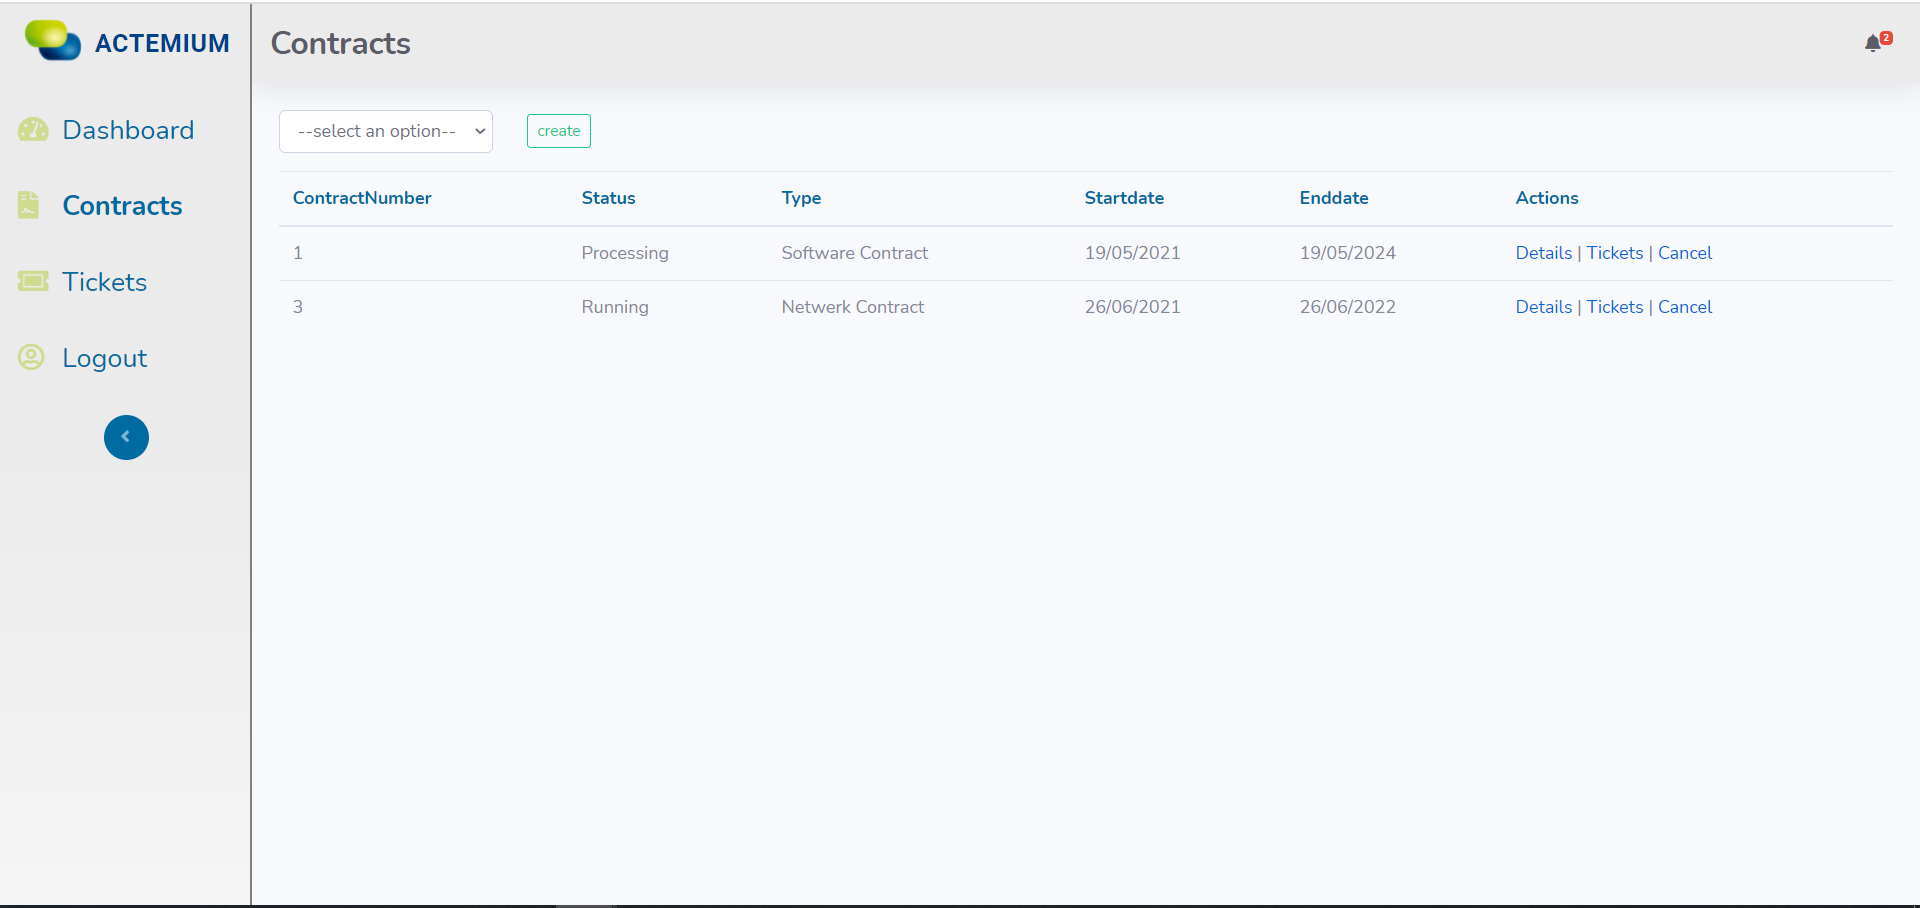 ACTEMIUM
Contracts
2
Dashboard
Contracts
Tickets
Logout
--select an option--
create
ContractNumber Status Type Startdate Enddate Actions
1 Processing Software Contract 19/05/2021 19/05/2024 Details | Tickets | Cancel
3 Running Netwerk Contract 26/06/2021 26/06/2022 Details | Tickets | Cancel